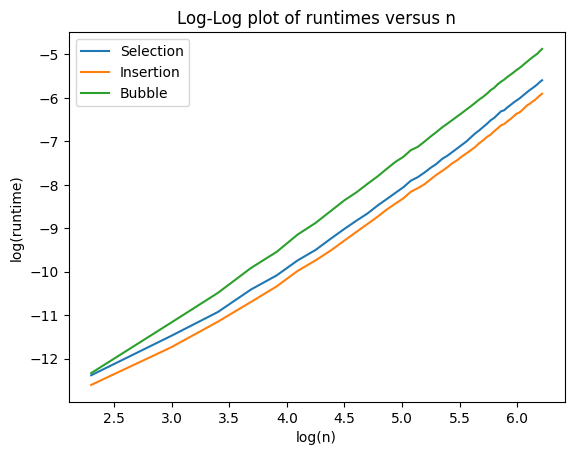 Log-Log plot of runtimes versus n
Selection
Insertion
Bubble
log(runtime)
−5
−6
−7
−8
−9
−10
−11
−12
2.5 3.0 3.5 4.0 4.5 5.0 5.5 6.0
log(n)